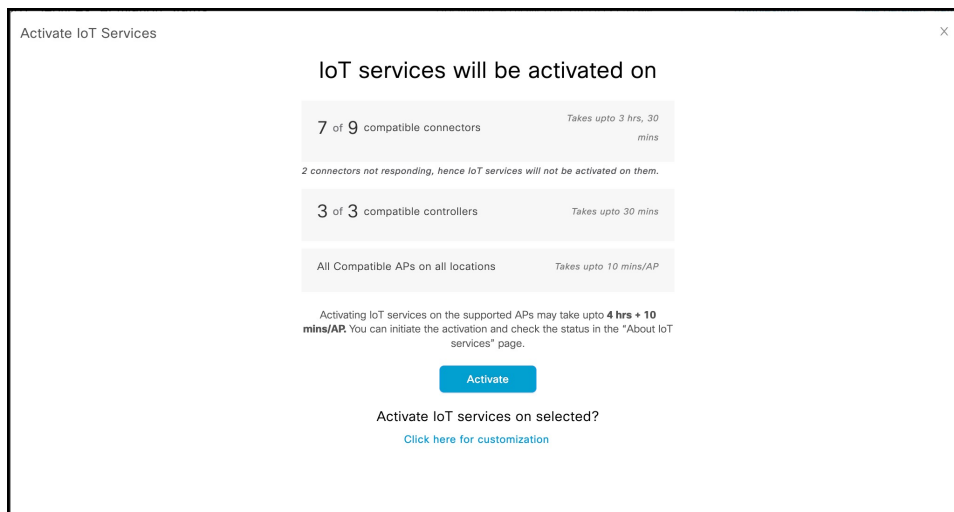 Activate IoT Services
X
IoT services will be activated on
7 of 9 compatible connectors
Takes upto 3 hrs, 30
mins
2 connectors not responding, hence IoT services will not be activated on them.
3 of 3 compatible controllers
Takes upto 30 mins
All Compatible APs on all locations
Takes upto 10 mins/AP
Activating IoT services on the supported APs may take upto 4 hrs + 10
mins/AP. You can initiate the activation and check the status in the "About IoT
services" page.
Activate
Activate IoT services on selected?
Click here for customization